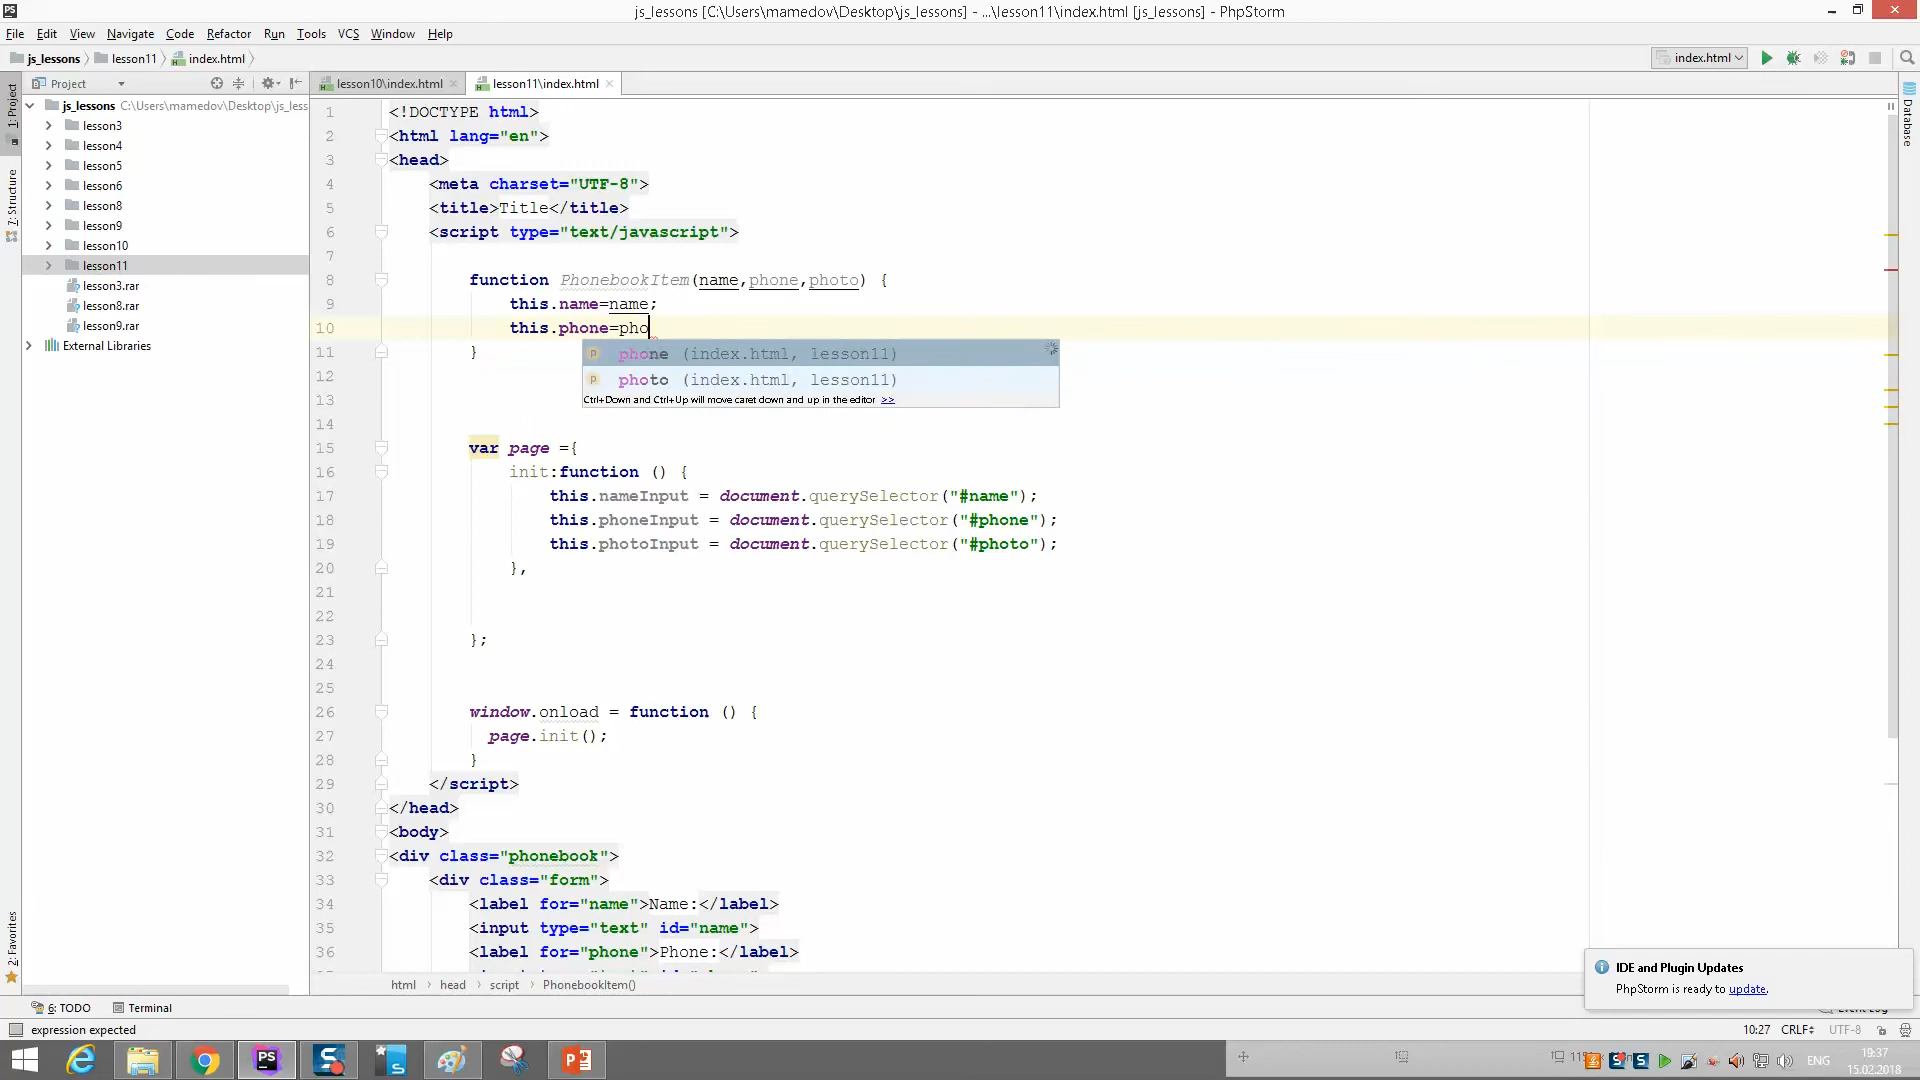 js_lessons [C:\Users\mamedov\Desktop\js_lessons] - ...\lesson11\index.html [js_lessons] - PhpStorm
File Edit View Navigate Code Refactor Run Tools VCS Window Help
js_lessons lesson11 index.html index.html
Project lesson10\index.html lesson11\index.html
1: Project
7: Structure
2: Favorites
Database
js_lessons C:\Users\mamedov\Desktop\js_less
lesson3
lesson4
lesson5
lesson6
lesson8
lesson9
lesson10
lesson11
lesson3.rar
lesson8.rar
lesson9.rar
External Libraries
1 <!DOCTYPE html>
2 <html lang="en">
3 <head>
4 <meta charset="UTF-8">
5 <title>Title</title>
6 <script type="text/javascript">
7
8 function PhonebookItem(name,phone,photo) {
9 this.name=name;
10 this.phone=pho
11 }
phone (index.html, lesson11)
photo (index.html, lesson11)
Ctrl+Down and Ctrl+Up will move caret down and up in the editor >>
12
13
14
15 var page ={
16 init:function () {
17 this.nameInput = document.querySelector("#name");
18 this.phoneInput = document.querySelector("#phone");
19 this.photoInput = document.querySelector("#photo");
20 },
21
22
23 };
24
25
26 window.onload = function () {
27 page.init();
28 }
29 </script>
30 </head>
31 <body>
32 <div class="phonebook">
33 <div class="form">
34 <label for="name">Name:</label>
35 <input type="text" id="name">
36 <label for="phone">Phone:</label>
html head script PhonebookItem()
IDE and Plugin Updates
PhpStorm is ready to update.
6: TODO Terminal
expression expected 10:27 CRLF UTF-8
ENG
19:37
15.02.2018